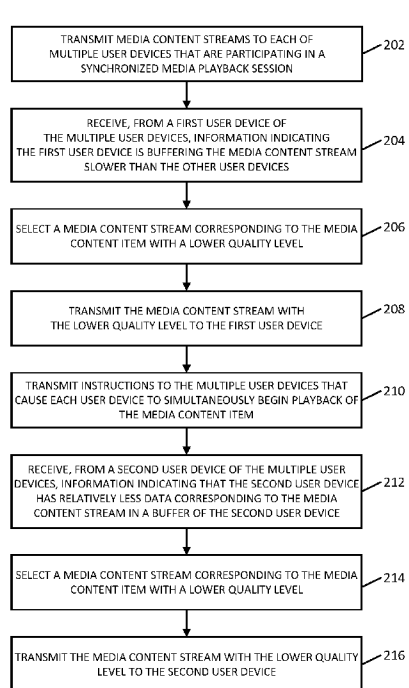 TRANSMIT MEDIA CONTENT STREAMS TO EACH OF
MULTIPLE USER DEVICES THAT ARE PARTICIPATING IN A
SYNCHRONIZED MEDIA PLAYBACK SESSION
202
RECEIVE, FROM A FIRST USER DEVICE OF
THE MULTIPLE USER DEVICES, INFORMATION INDICATING
THE FIRST USER DEVICE IS BUFFERING THE MEDIA CONTENT STREAM
SLOWER THAN THE OTHER USER DEVICES
204
SELECT A MEDIA CONTENT STREAM CORRESPONDING TO THE MEDIA
CONTENT ITEM WITH A LOWER QUALITY LEVEL
206
TRANSMIT THE MEDIA CONTENT STREAM WITH
THE LOWER QUALITY LEVEL TO THE FIRST USER DEVICE
208
TRANSMIT INSTRUCTIONS TO THE MULTIPLE USER DEVICES THAT
CAUSE EACH USER DEVICE TO SIMULTANEOUSLY BEGIN PLAYBACK OF
THE MEDIA CONTENT ITEM
210
RECEIVE, FROM A SECOND USER DEVICE OF THE MULTIPLE USER
DEVICES, INFORMATION INDICATING THAT THE SECOND USER DEVICE
HAS RELATIVELY LESS DATA CORRESPONDING TO THE MEDIA
CONTENT STREAM IN A BUFFER OF THE SECOND USER DEVICE
212
SELECT A MEDIA CONTENT STREAM CORRESPONDING TO THE MEDIA
CONTENT ITEM WITH A LOWER QUALITY LEVEL
214
TRANSMIT THE MEDIA CONTENT STREAM WITH THE LOWER QUALITY
LEVEL TO THE SECOND USER DEVICE
216